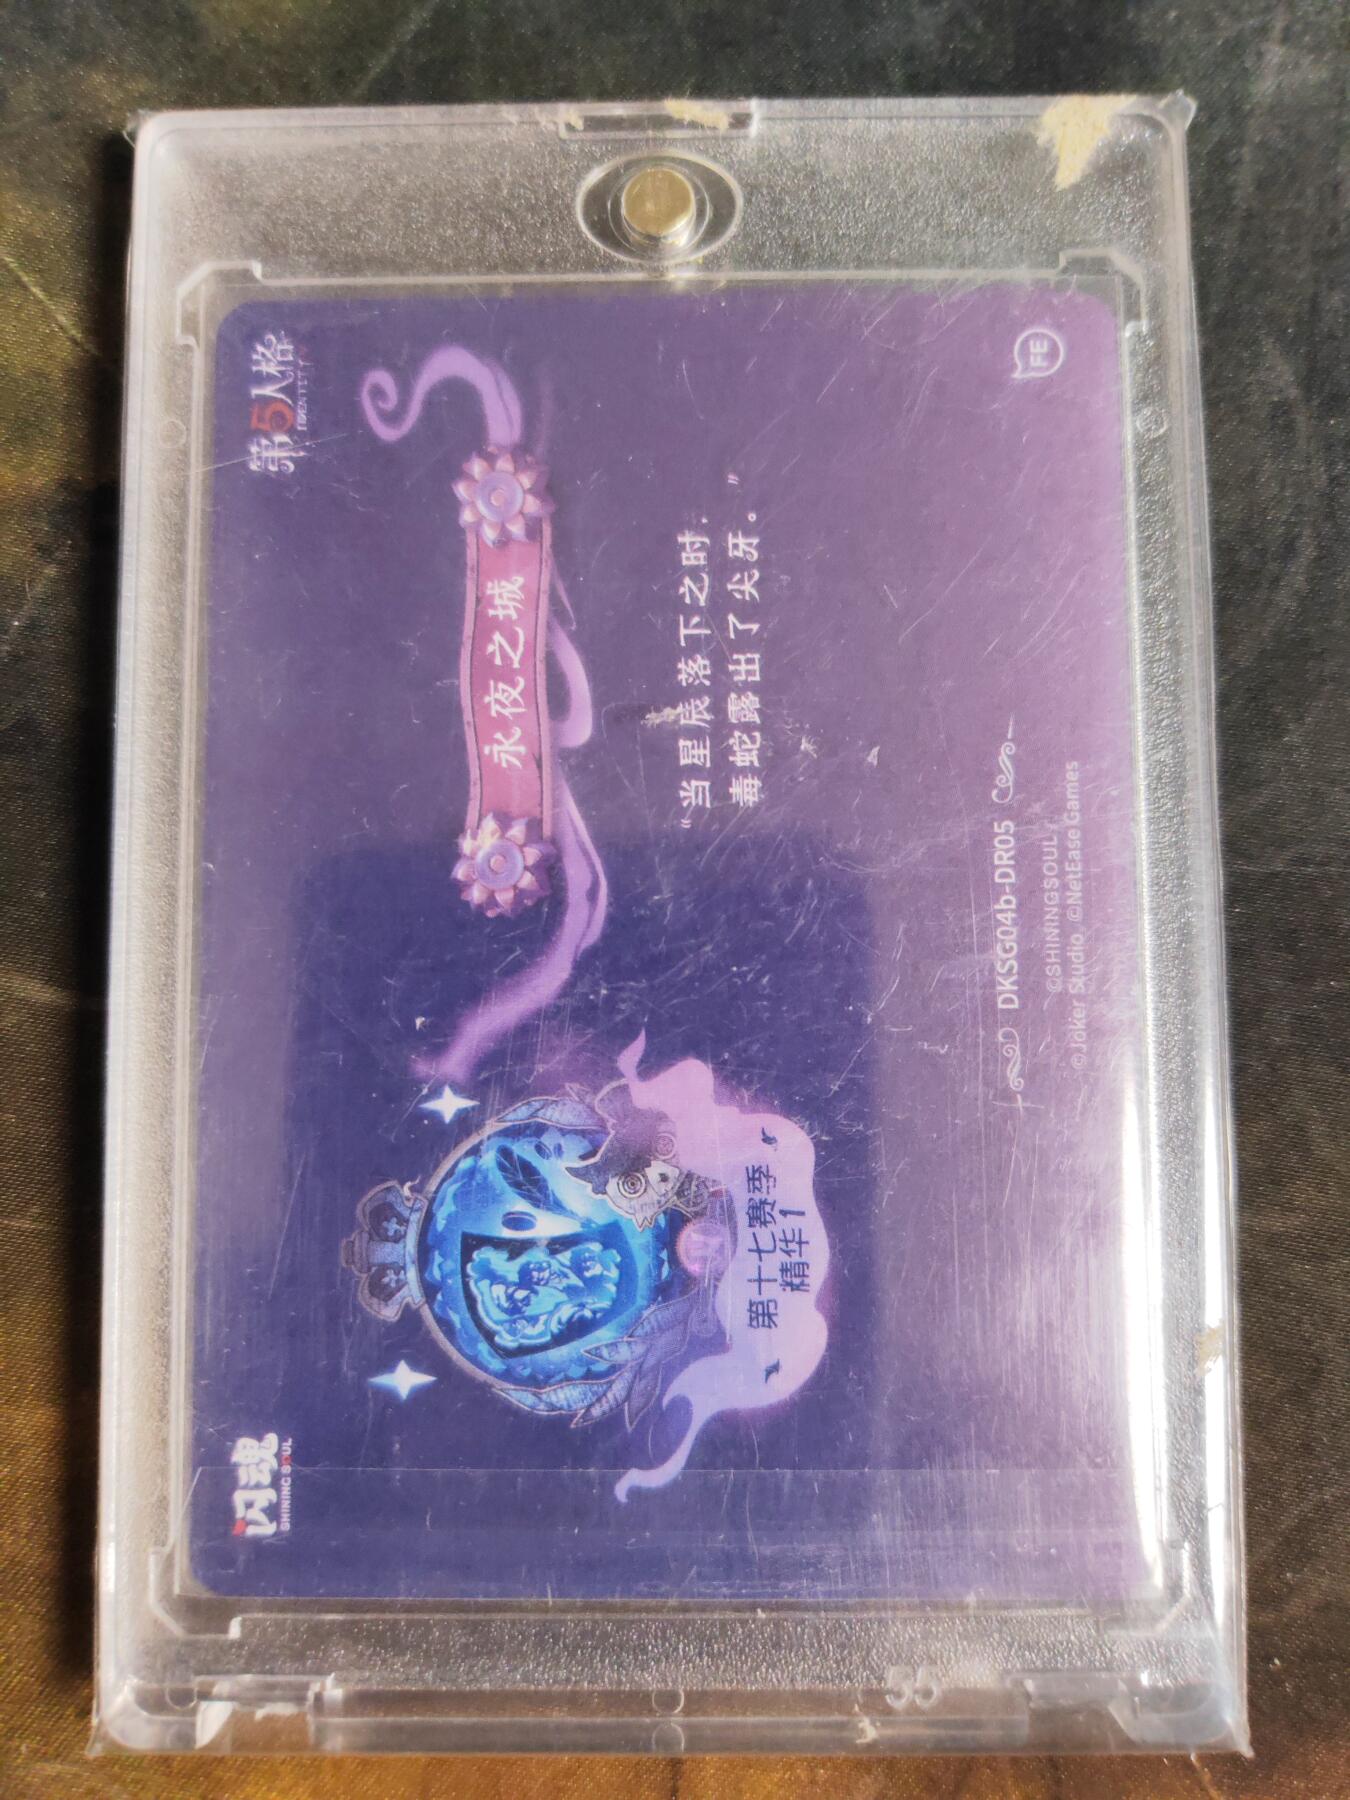 闪魂
SHINING SOUL
第5人格
IDENTITY V
永夜之城
“当星辰落下之时，
毒蛇露出了尖牙。”
第十七赛季
精华1
DKSG04b-DR05
©SHININGSOUL
©Joker Studio ©NetEase Games
FE
55